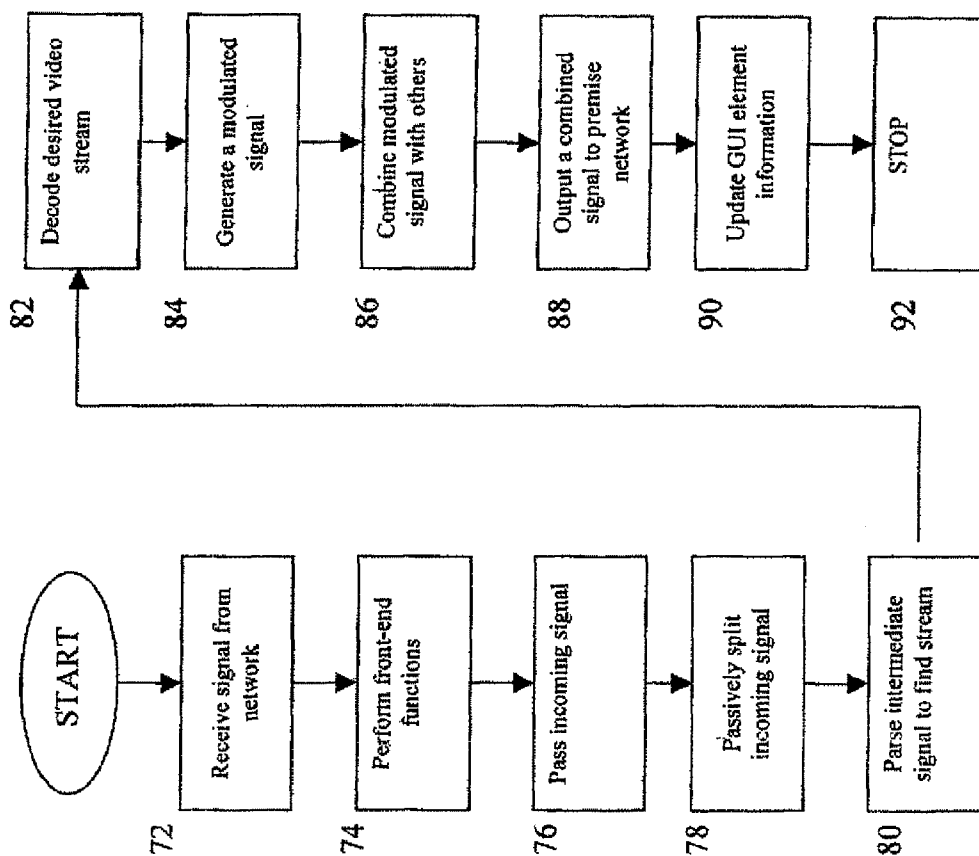 START
72
Receive signal from
network
74
Perform front-end
functions
76
Pass incoming signal
78
Passively split
incoming signal
80
Parse intermediate
signal to find stream
82
Decode desired video
stream
84
Generate a modulated
signal
86
Combine modulated
signal with others
88
Output a combined
signal to premise
network
90
Update GUI element
information
92
STOP